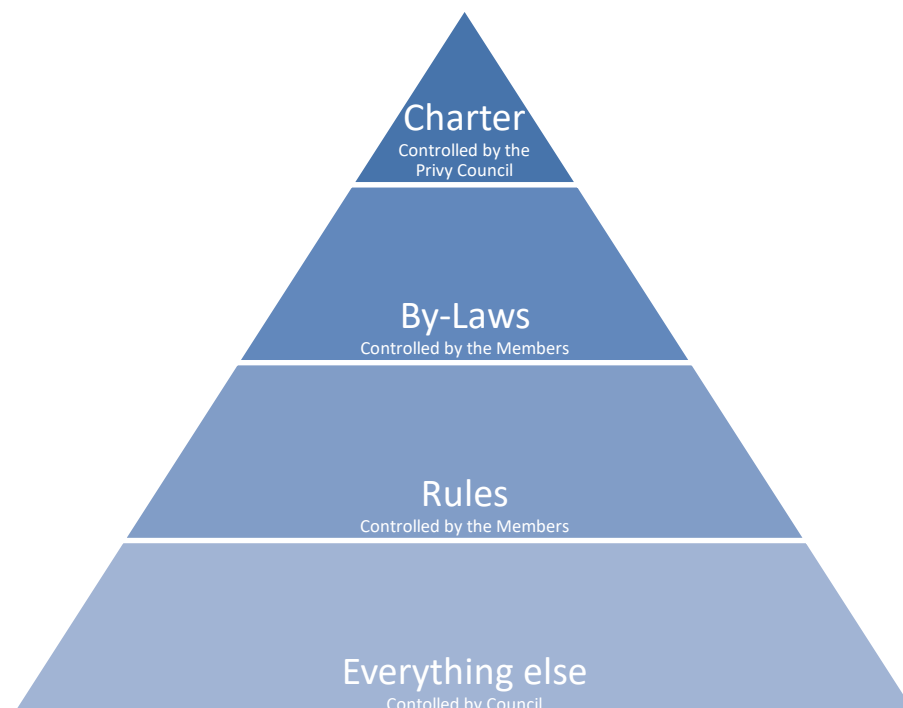 Charter
Controlled by the
Privy Council
By-Laws
Controlled by the Members
Rules
Controlled by the Members
Everything else
Contolled by Council